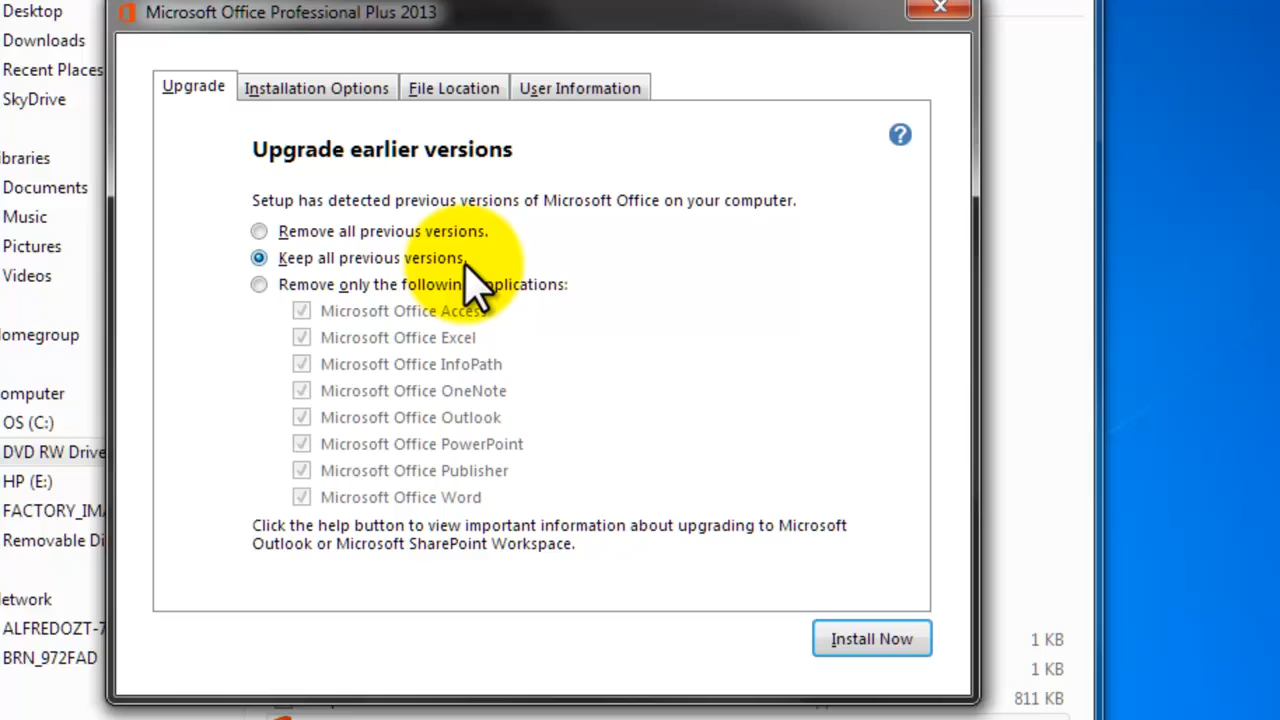 Desktop
Downloads
Recent Places
SkyDrive
ibraries
Documents
Music
Pictures
Videos
omegroup
omputer
OS (C:)
DVD RW Drive
HP (E:)
FACTORY_IMA
Removable Di
etwork
ALFREDOZT-7
BRN_972FAD
Microsoft Office Professional Plus 2013
Upgrade
Installation Options
File Location
User Information
Upgrade earlier versions
Setup has detected previous versions of Microsoft Office on your computer.
Remove all previous versions.
Keep all previous versions.
Remove only the following applications:
Microsoft Office Access
Microsoft Office Excel
Microsoft Office InfoPath
Microsoft Office OneNote
Microsoft Office Outlook
Microsoft Office PowerPoint
Microsoft Office Publisher
Microsoft Office Word
Click the help button to view important information about upgrading to Microsoft
Outlook or Microsoft SharePoint Workspace.
Install Now
1 KB
1 KB
811 KB